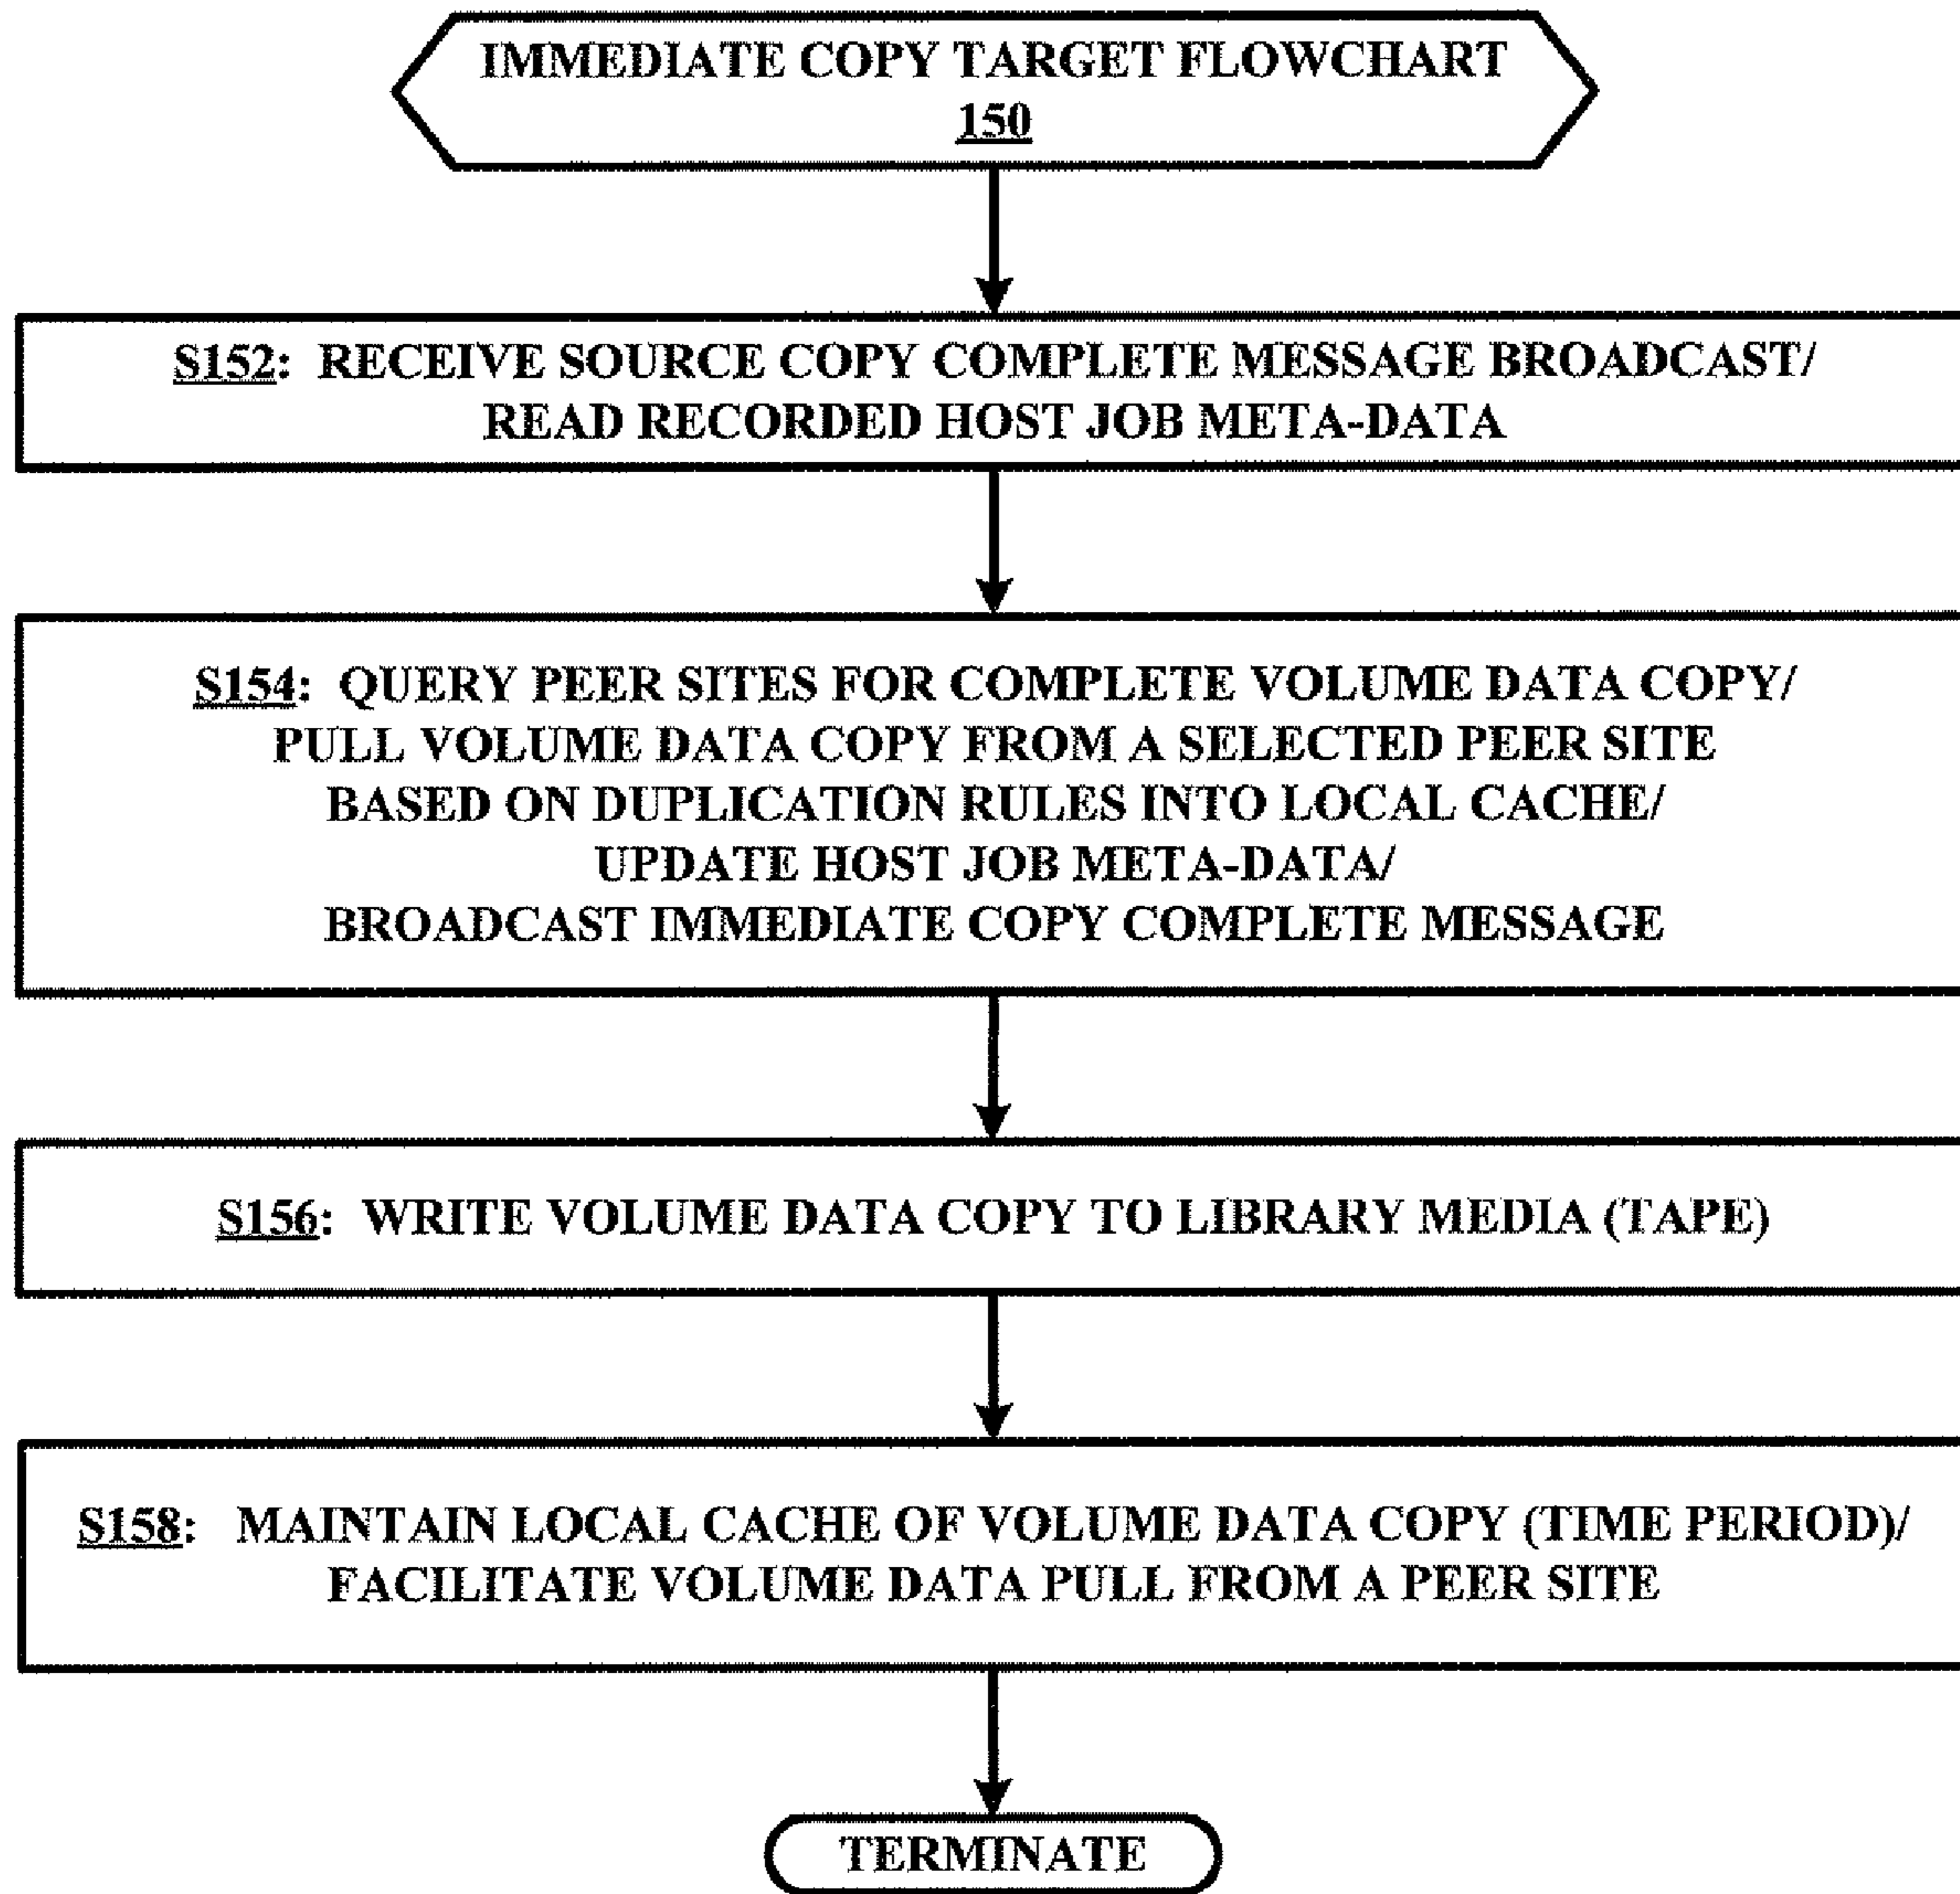 IMMEDIATE COPY TARGET FLOWCHART
150
S152: RECEIVE SOURCE COPY COMPLETE MESSAGE BROADCAST/
READ RECORDED HOST JOB META-DATA
S154: QUERY PEER SITES FOR COMPLETE VOLUME DATA COPY/
PULL VOLUME DATA COPY FROM A SELECTED PEER SITE
BASED ON DUPLICATION RULES INTO LOCAL CACHE/
UPDATE HOST JOB META-DATA/
BROADCAST IMMEDIATE COPY COMPLETE MESSAGE
S156: WRITE VOLUME DATA COPY TO LIBRARY MEDIA (TAPE)
S158: MAINTAIN LOCAL CACHE OF VOLUME DATA COPY (TIME PERIOD)/
FACILITATE VOLUME DATA PULL FROM A PEER SITE
TERMINATE